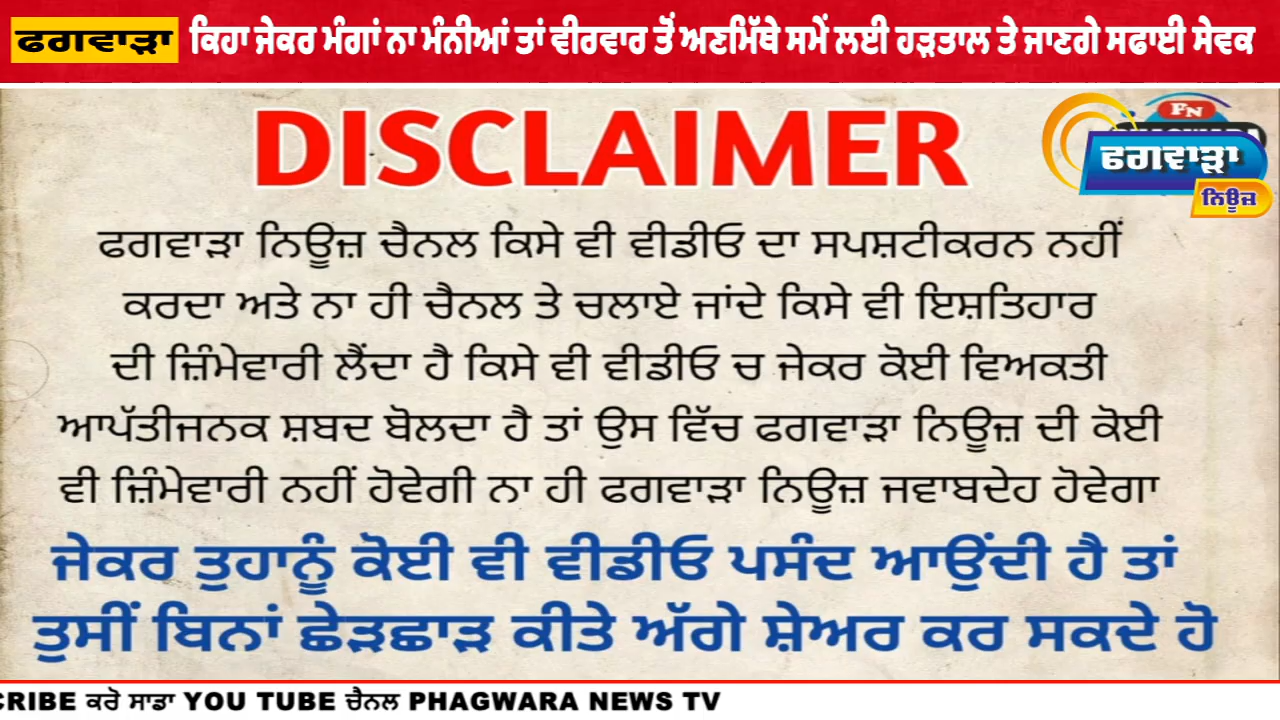 ਫਗਵਾੜਾ ਕਿਹਾ ਜੇਕਰ ਮੰਗਾਂ ਨਾ ਮੰਨੀਆਂ ਤਾਂ ਵੀਰਵਾਰ ਤੋਂ ਅਣਮਿੱਥੇ ਸਮੇਂ ਲਈ ਹੜਤਾਲ ਤੇ ਜਾਣਗੇ ਸਫਾਈ ਸੇਵਕ
DISCLAIMER
FN
ਫਗਵਾੜਾ
ਨਿਊਜ਼
ਫਗਵਾੜਾ ਨਿਊਜ਼ ਚੈਨਲ ਕਿਸੇ ਵੀ ਵੀਡੀਓ ਦਾ ਸਪਸ਼ਟੀਕਰਨ ਨਹੀਂ
ਕਰਦਾ ਅਤੇ ਨਾ ਹੀ ਚੈਨਲ ਤੇ ਚਲਾਏ ਜਾਂਦੇ ਕਿਸੇ ਵੀ ਇਸ਼ਤਿਹਾਰ
ਦੀ ਜ਼ਿੰਮੇਵਾਰੀ ਲੈਂਦਾ ਹੈ ਕਿਸੇ ਵੀ ਵੀਡੀਓ ਚ ਜੇਕਰ ਕੋਈ ਵਿਅਕਤੀ
ਆਪੱਤੀਜਨਕ ਸ਼ਬਦ ਬੋਲਦਾ ਹੈ ਤਾਂ ਉਸ ਵਿੱਚ ਫਗਵਾੜਾ ਨਿਊਜ਼ ਦੀ ਕੋਈ
ਵੀ ਜ਼ਿੰਮੇਵਾਰੀ ਨਹੀਂ ਹੋਵੇਗੀ ਨਾ ਹੀ ਫਗਵਾੜਾ ਨਿਊਜ਼ ਜਵਾਬਦੇਹ ਹੋਵੇਗਾ
ਜੇਕਰ ਤੁਹਾਨੂੰ ਕੋਈ ਵੀ ਵੀਡੀਓ ਪਸੰਦ ਆਉਂਦੀ ਹੈ ਤਾਂ
ਤੁਸੀਂ ਬਿਨਾਂ ਛੇੜਛਾੜ ਕੀਤੇ ਅੱਗੇ ਸ਼ੇਅਰ ਕਰ ਸਕਦੇ ਹੋ
CRIBE ਕਰੋ ਸਾਡਾ YOU TUBE ਚੈਨਲ PHAGWARA NEWS TV